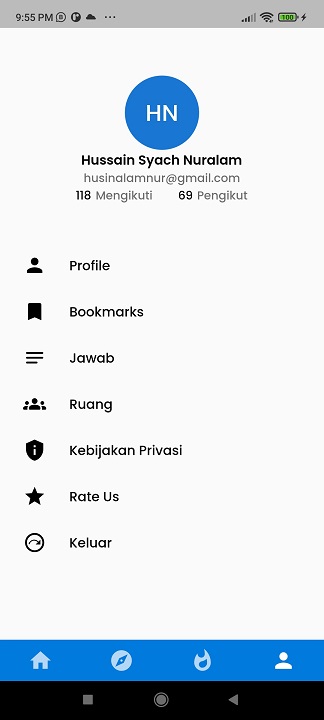 9:55 PM
100
HN
Hussain Syach Nuralam
husinalamnur@gmail.com
118 Mengikuti 69 Pengikut
Profile
Bookmarks
Jawab
Ruang
Kebijakan Privasi
Rate Us
Keluar